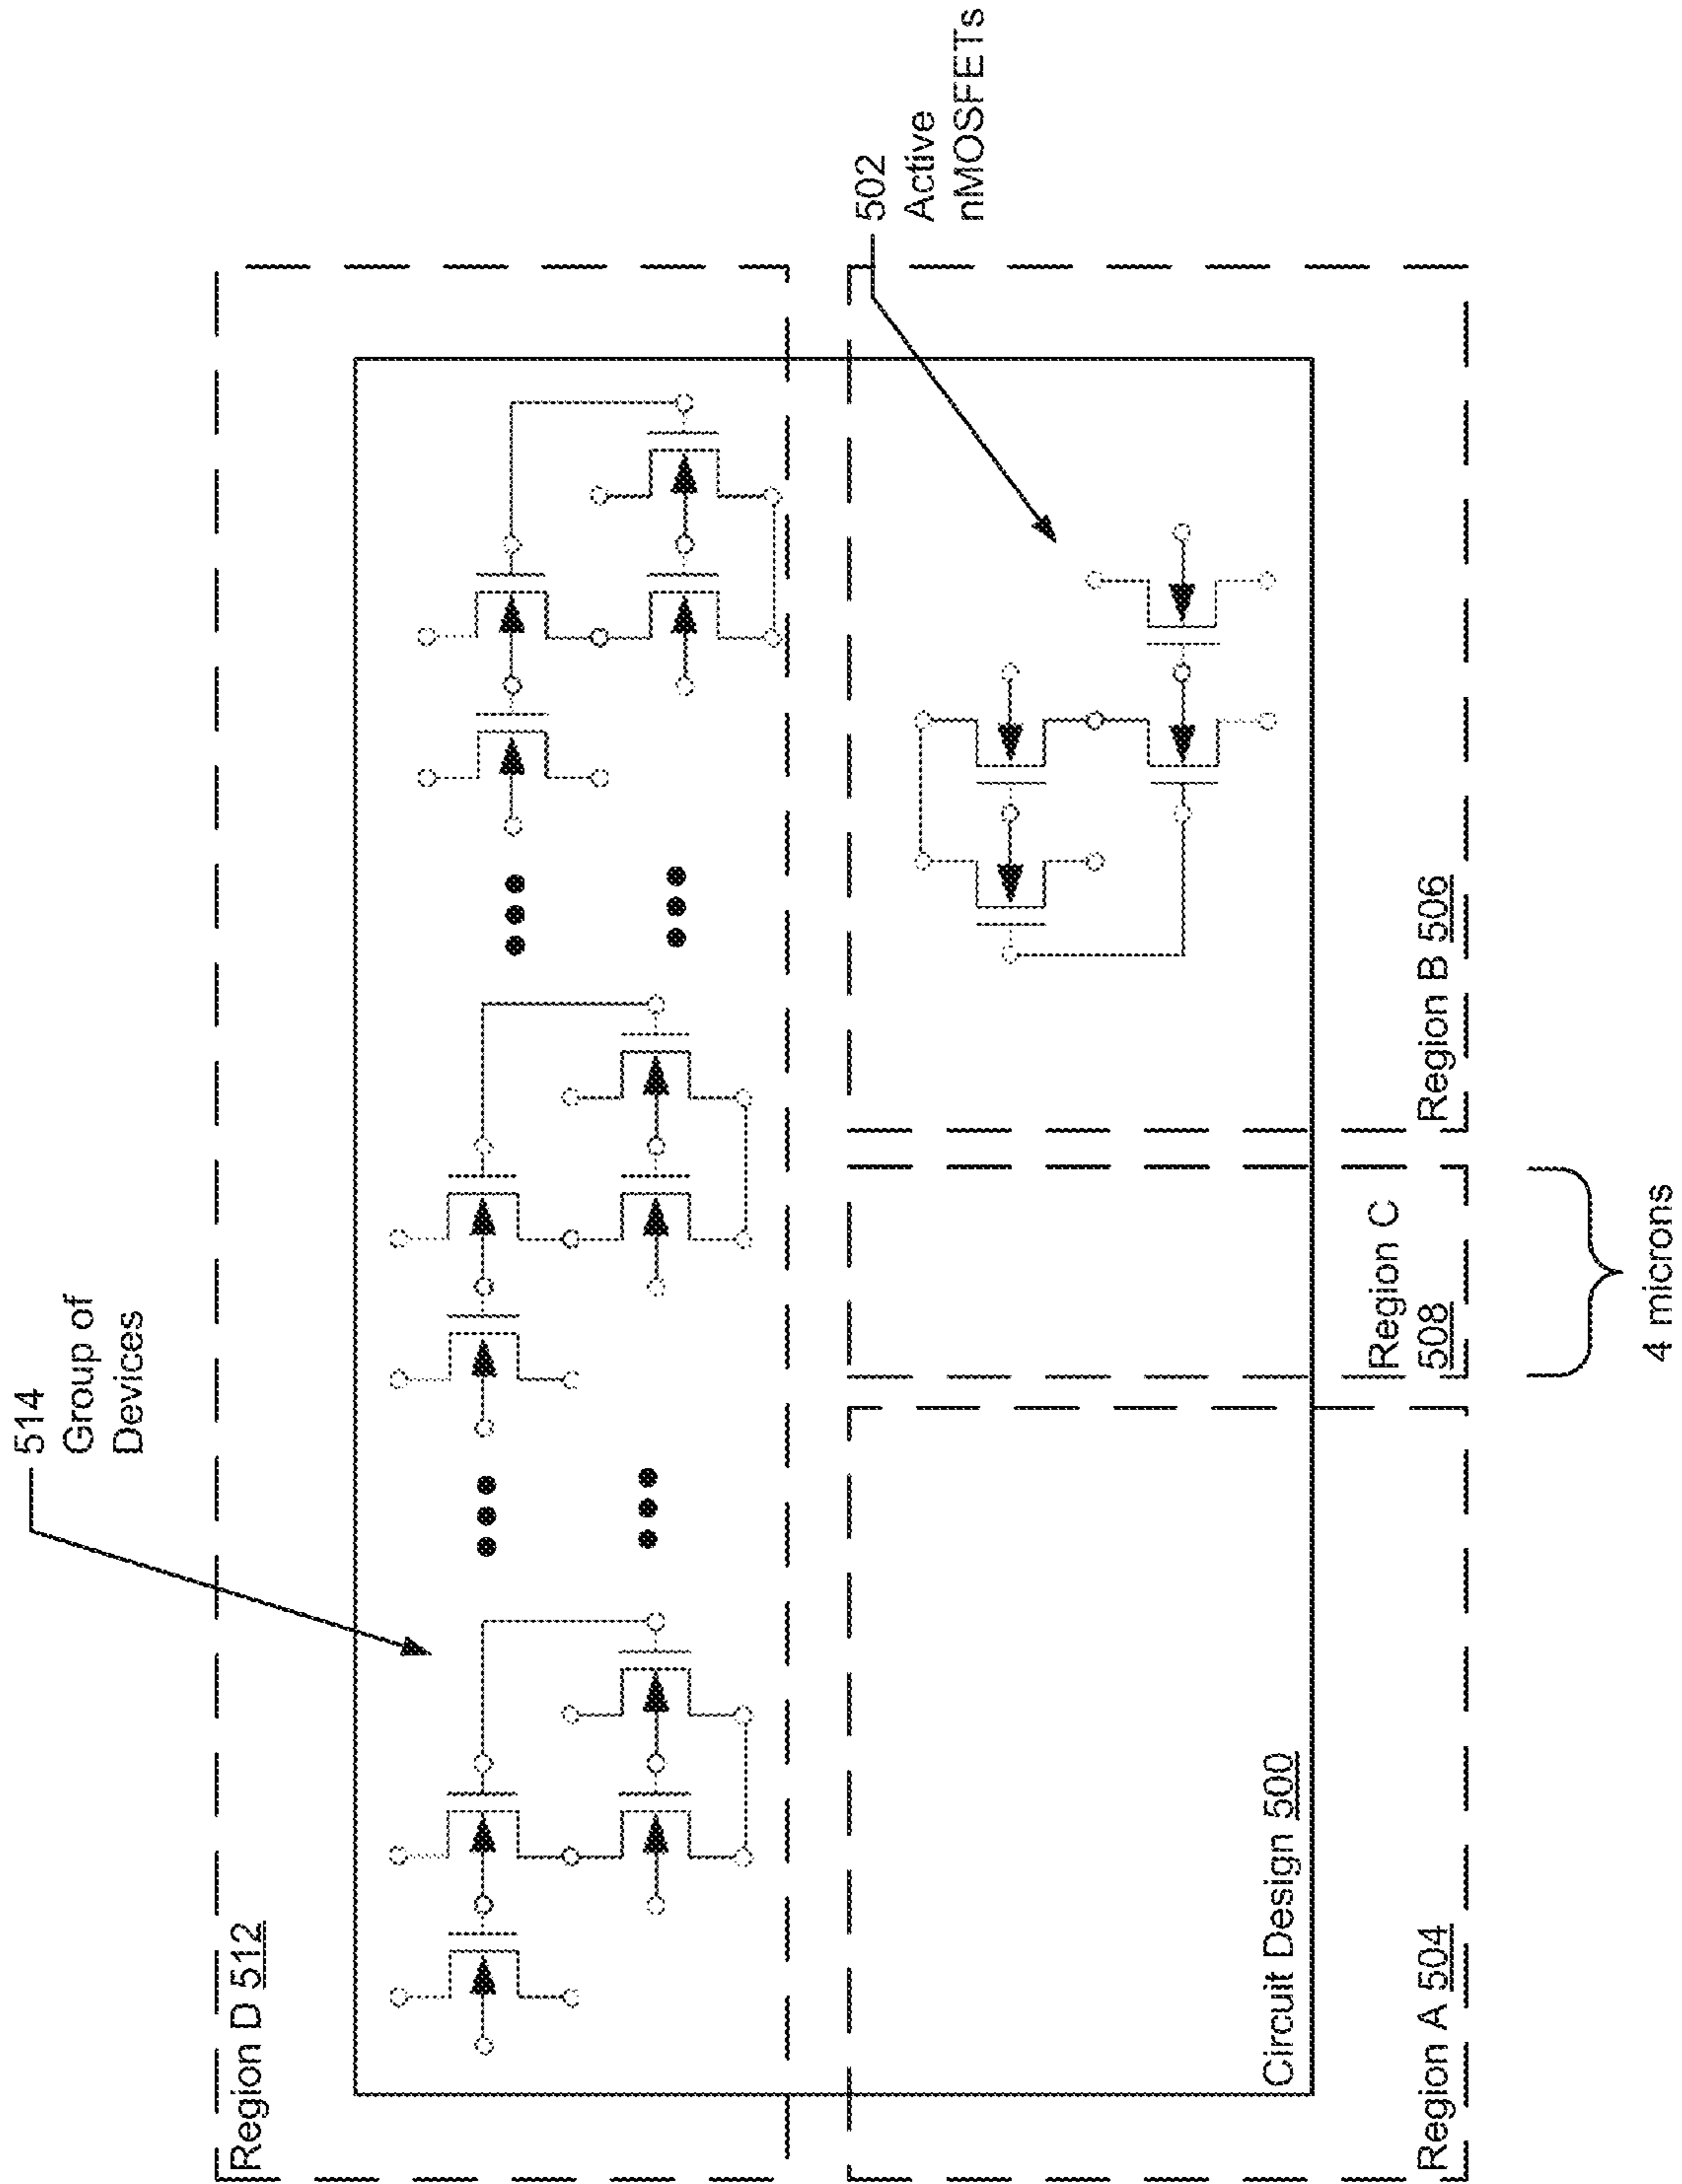 514
Group of
Devices
Region D 512
502
Active
nMOSFETs
Circuit Design 500
Region A 504
Region C
508
Region B 506
4 microns